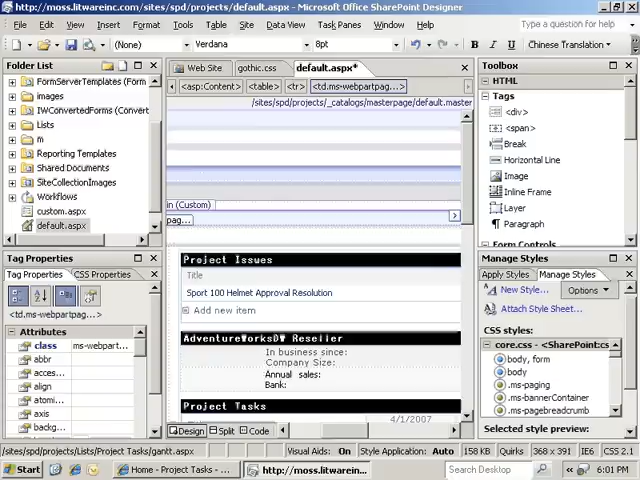 http://moss.litwareinc.com/sites/spd/projects/default.aspx - Microsoft Office SharePoint Designer
File Edit View Insert Format Tools Table Site Data View Task Panes Window Help
Type a question for help
(None) Verdana 8pt B I Chinese Translation
Folder List
FormServerTemplates (Form
images
IWConvertedForms (Convert
Lists
m
Reporting Templates
Shared Documents
SiteCollectionImages
Workflows
custom.aspx
default.aspx
Web Site gothic.css default.aspx*
<asp:Content> <table> <tr> <td.ms-webpartpag...>
/sites/spd/projects/_catalogs/masterpage/default.master
in (Custom)
pag...
Project Issues
Title
Sport 100 Helmet Approval Resolution
Add new item
AdventureWorksDW Reseller
In business since:
Company Size:
Annual sales:
Bank:
Project Tasks
4/1/2007
Design Split Code
Toolbox
HTML
Tags
<div>
<span>
Break
Horizontal Line
Image
Inline Frame
Layer
Paragraph
Form Controls
Tag Properties
Tag Properties CSS Properties
<td.ms-webpartpag...>
Attributes
class ms-webpart...
abbr
acces...
align
atomi...
axis
backg...
Manage Styles
Apply Styles Manage Styles
New Style... Options
Attach Style Sheet...
CSS styles:
core.css - <SharePoint:cs
body, form
body
.ms-paging
.ms-bannerContainer
.ms-pagebreadcrumb
Selected style preview:
/sites/spd/projects/Lists/Project Tasks/gantt.aspx Visual Aids: On Style Application: Auto 158 KB Quirks 368 x 391 IE6 CSS 2.1
Start Home - Project Tasks - ... http://moss.litwarein... Search Desktop 6:01 PM